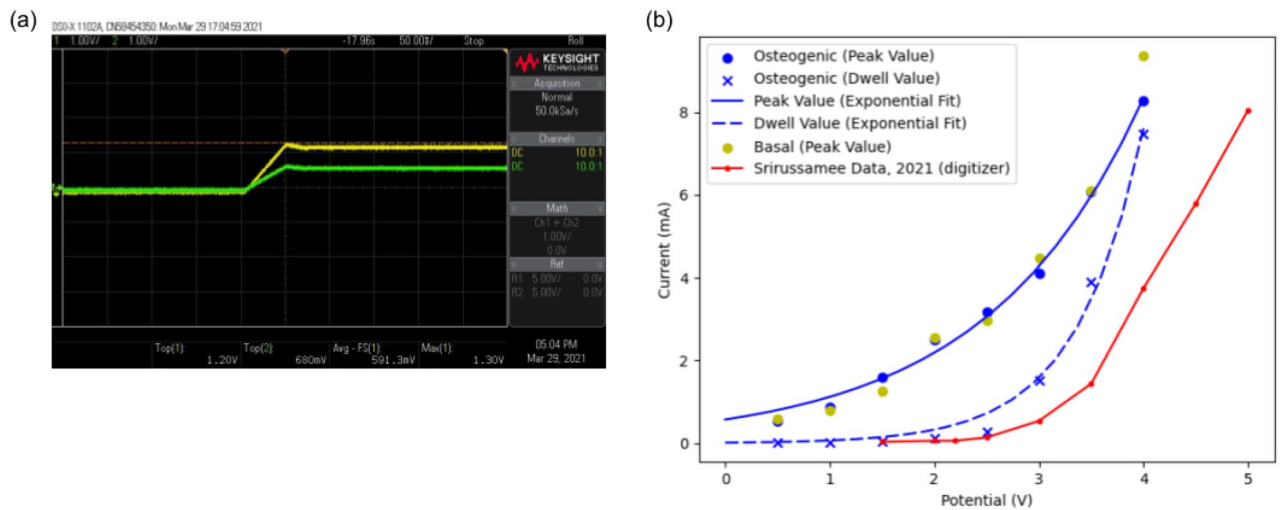 (a)
DSO-X 1102A, CN58454350: Mon Mar 29 17:04:59 2021
1 1.00V/ 2 1.00V/ -17.96s 50.00s/ Stop Roll
KEYSIGHT
TECHNOLOGIES
Acquisition
Normal
50.0kSa/s
Channels
DC 10.0:1
DC 10.0:1
Math
Ch1 + Ch2
1.00V/
0.0V
Ref
R1 5.00V/ 0.0V
R2 5.00V/ 0.0V
Top(1): Top(2): Avg - FS(1): Max(1):
1.20V 680mV 591.3mV 1.30V
05:04 PM
Mar 29, 2021
(b)
Osteogenic (Peak Value)
Osteogenic (Dwell Value)
Peak Value (Exponential Fit)
Dwell Value (Exponential Fit)
Basal (Peak Value)
Srirussamee Data, 2021 (digitizer)
Current (mA)
8
6
4
2
0
0 1 2 3 4 5
Potential (V)